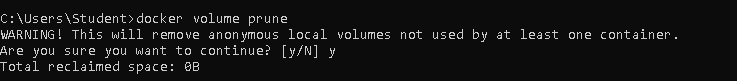 C:\Users\Student>docker volume prune
WARNING! This will remove anonymous local volumes not used by at least one container.
Are you sure you want to continue? [y/N] y
Total reclaimed space: 0B